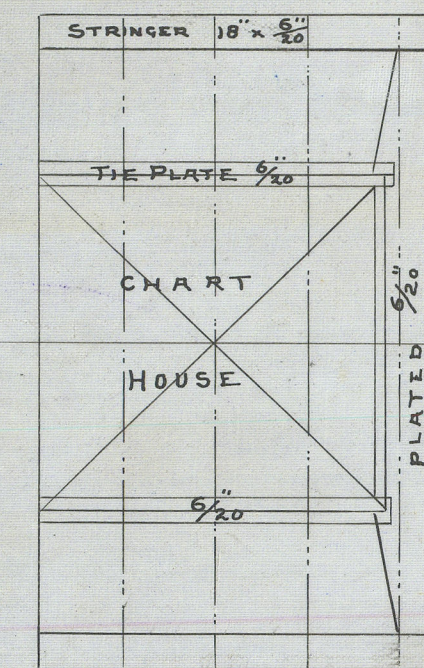 STRINGER 18" x 6"/20
TIE PLATE 6"/20
CHART
HOUSE
6"/20
PLATED 6"/20